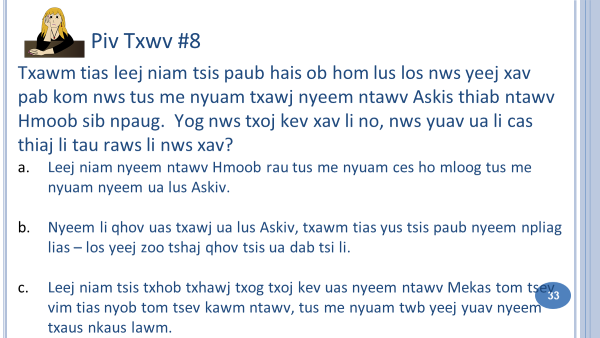 Piv Txwv #8
Txawm tias leej niam tsis paub hais ob hom lus los nws yeej xav
pab kom nws tus me nyuam txawj nyeem ntawv Askis thiab ntawv
Hmoob sib npaug. Yog nws txoj kev xav li no, nws yuav ua li cas
thiaj li tau raws li nws xav?
a. Leej niam nyeem ntawv Hmoob rau tus me nyuam ces ho mloog tus me
nyuam nyeem ua lus Askiv.
b. Nyeem li qhov uas txawj ua lus Askiv, txawm tias yus tsis paub nyeem npliag
lias – los yeej zoo tshaj qhov tsis ua dab tsi li.
c. Leej niam tsis txhob txhawj txog txoj kev uas nyeem ntawv Mekas tom tsev
vim tias nyob tom tsev kawm ntawv, tus me nyuam twb yeej yuav nyeem
txaus nkaus lawm.
33